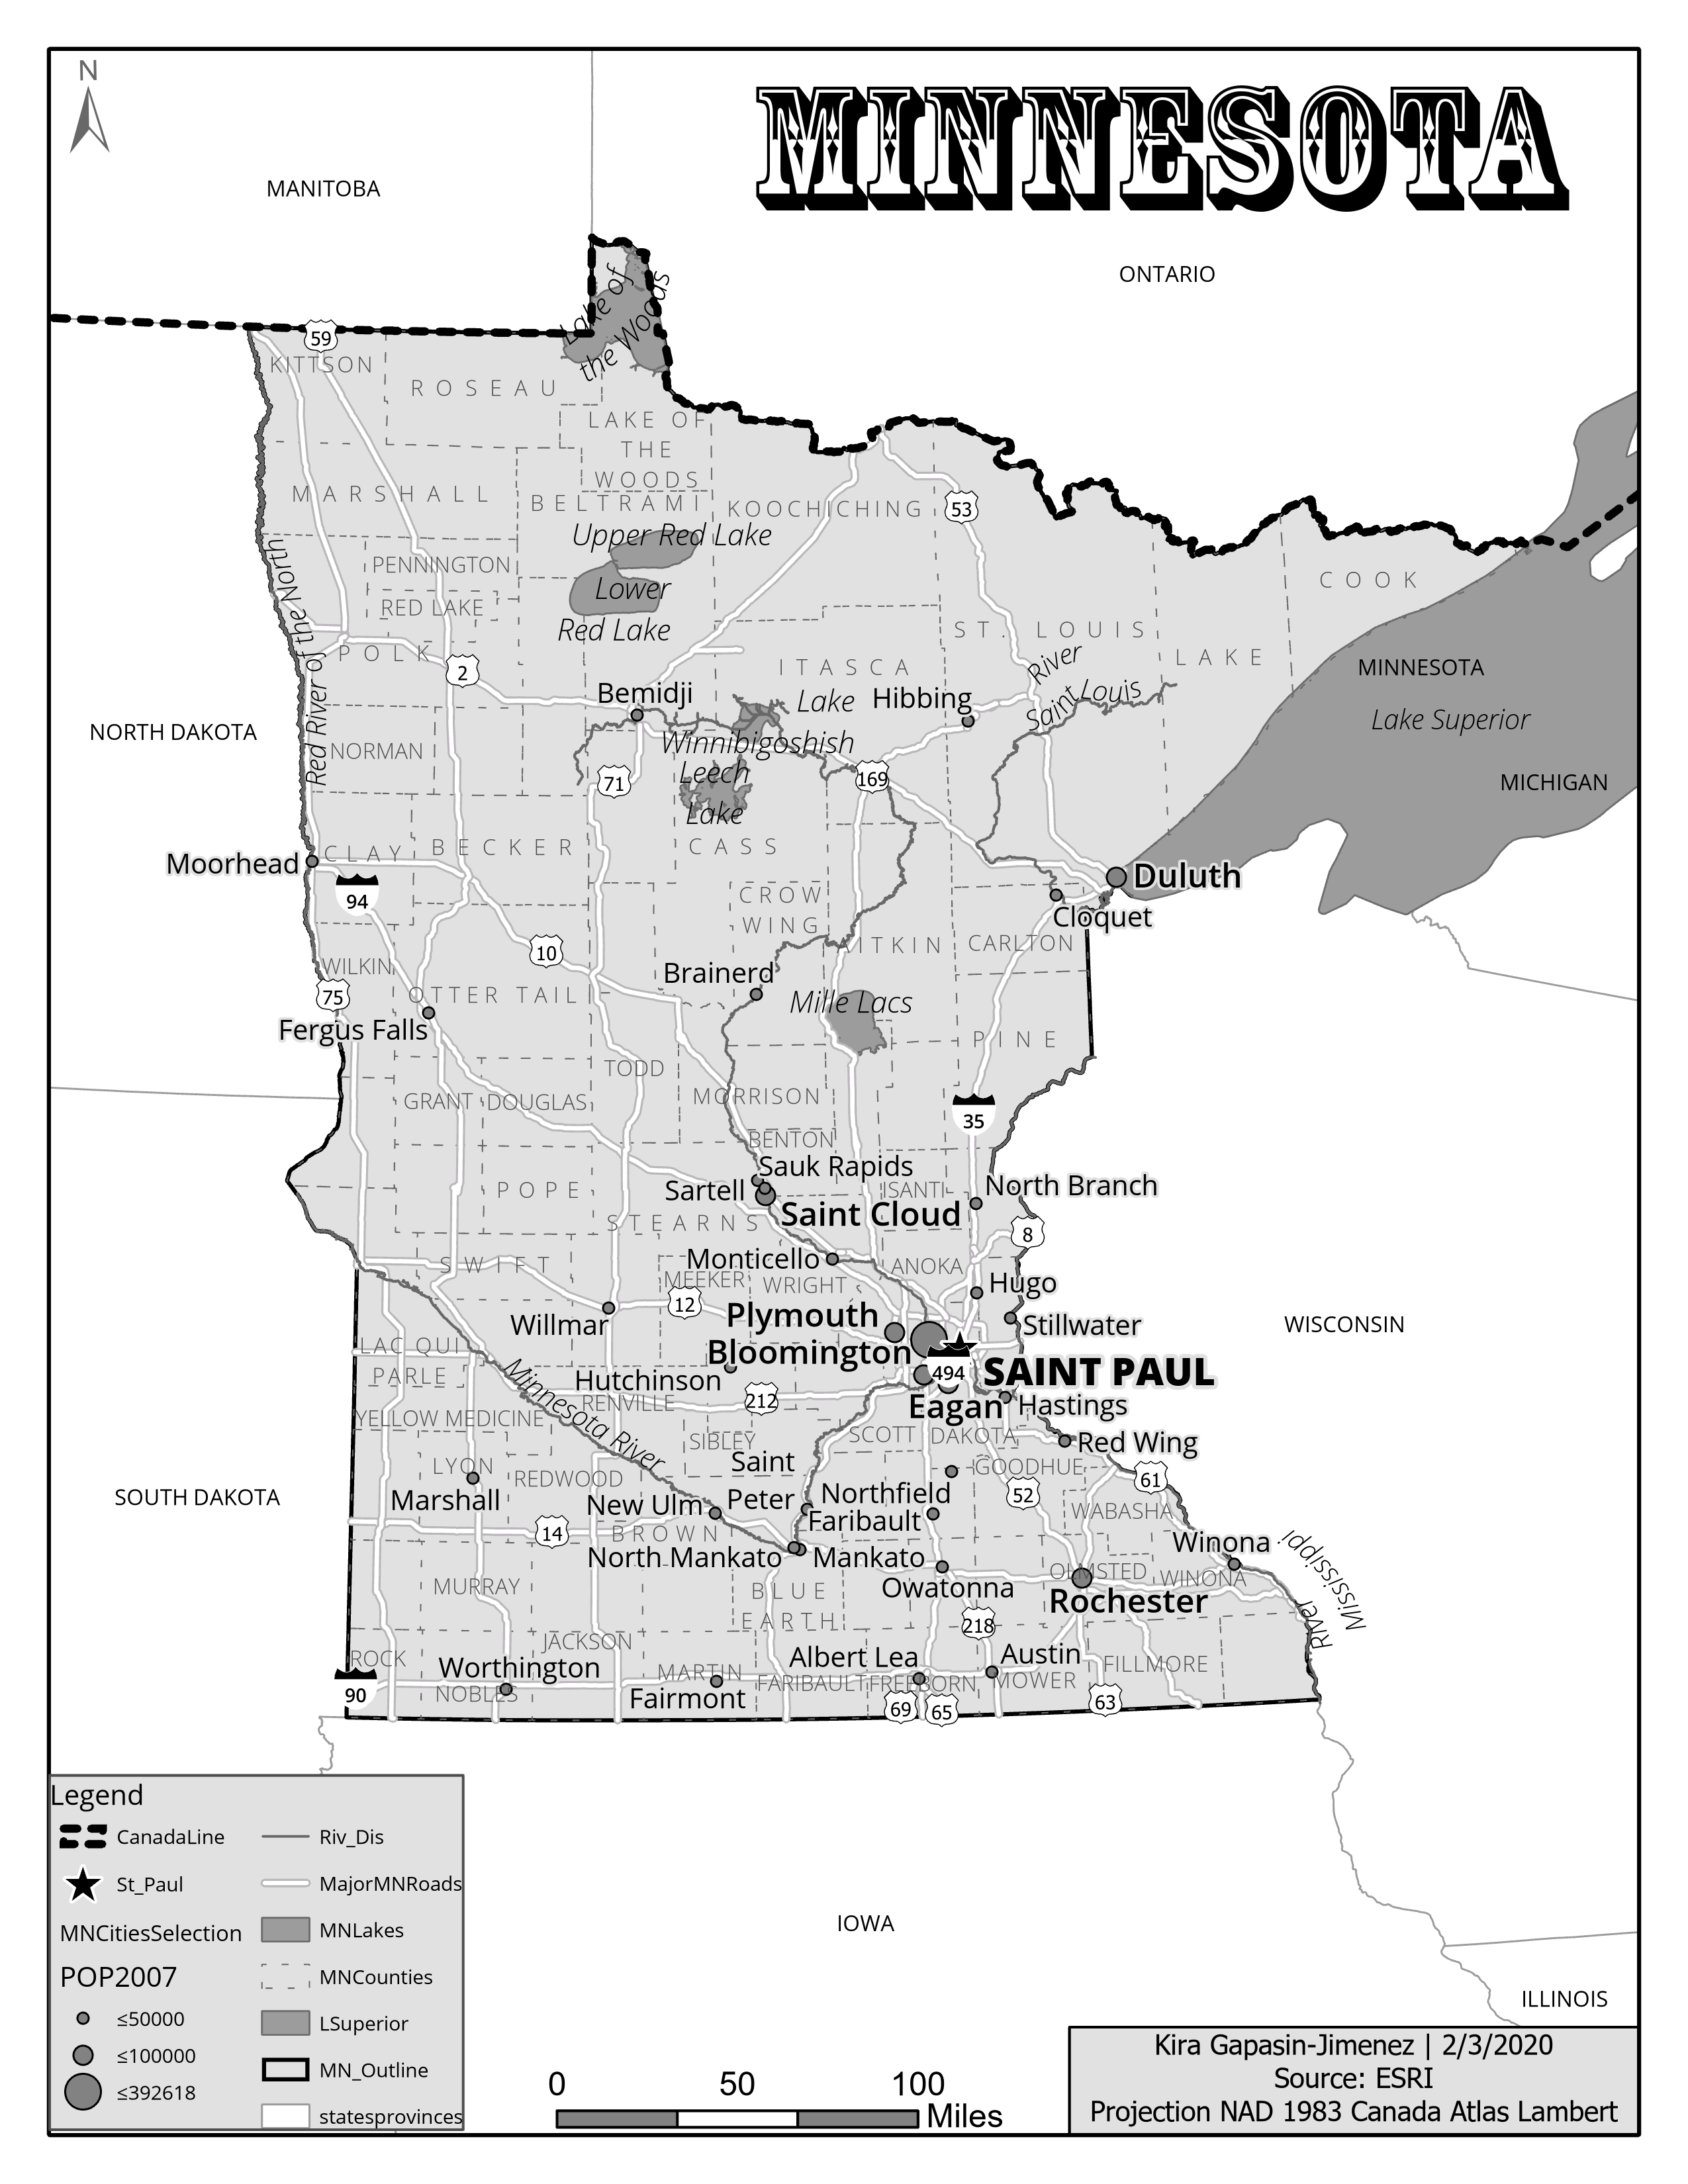 N
MINNESOTA
MANITOBA
ONTARIO
Lake of
the Woods
59
KITTSON
ROSEAU
LAKE OF
THE
WOODS
MARSHALL
BELTRAMI
KOOCHICHING
53
Upper Red Lake
PENNINGTON
COOK
Lower
RED LAKE
Red Lake
ST. LOUIS
Red River of the North
POLK
2
ITASCA
River
LAKE
MINNESOTA
Bemidji
Lake
Hibbing
Saint Louis
Lake Superior
NORTH DAKOTA
NORMAN
Winnibigoshish
71
Leech
169
MICHIGAN
Lake
Moorhead
CLAY
BECKER
CASS
Duluth
94
CROW
WING
Cloquet
10
AITKIN
CARLTON
WILKIN
Brainerd
75
OTTER TAIL
Mille Lacs
Fergus Falls
PINE
TODD
GRANT
DOUGLAS
MORRISON
35
BENTON
Sauk Rapids
Sartell
POPE
ISANTI
North Branch
Saint Cloud
STEARNS
8
Monticello
SWIFT
ANOKA
MEEKER
WRIGHT
Hugo
12
Willmar
Plymouth
Stillwater
WISCONSIN
LAC QUI
PARLE
Bloomington
494
SAINT PAUL
Minnesota River
Hutchinson
212
RENVILLE
Eagan
Hastings
YELLOW MEDICINE
SIBLEY
SCOTT
DAKOTA
Red Wing
Saint
Peter
LYON
REDWOOD
GOODHUE
61
SOUTH DAKOTA
Marshall
New Ulm
Northfield
52
Faribault
WABASHA
14
BROWN
Winona
North Mankato
Mankato
OLMSTED
WINONA
Mississippi
River
MURRAY
BLUE
EARTH
Owatonna
Rochester
218
JACKSON
ROCK
Worthington
MARTIN
Albert Lea
Austin
FILLMORE
90
NOBLES
Fairmont
FARIBAULT
FREEBORN
MOWER
69
65
63
Legend
CanadaLine
St_Paul
MNCitiesSelection
POP2007
≤50000
≤100000
≤392618
Riv_Dis
MajorMNRoads
MNLakes
MNCounties
LSuperior
MN_Outline
statesprovinces
IOWA
ILLINOIS
0 50 100
Miles
Kira Gapasin-Jimenez | 2/3/2020
Source: ESRI
Projection NAD 1983 Canada Atlas Lambert